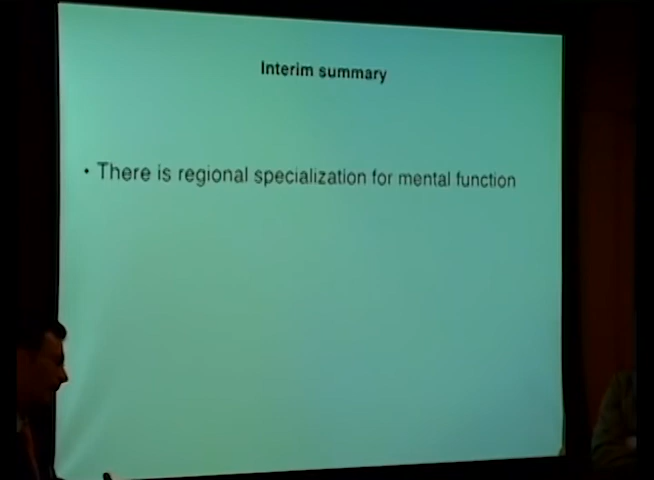 Interim summary
• There is regional specialization for mental function